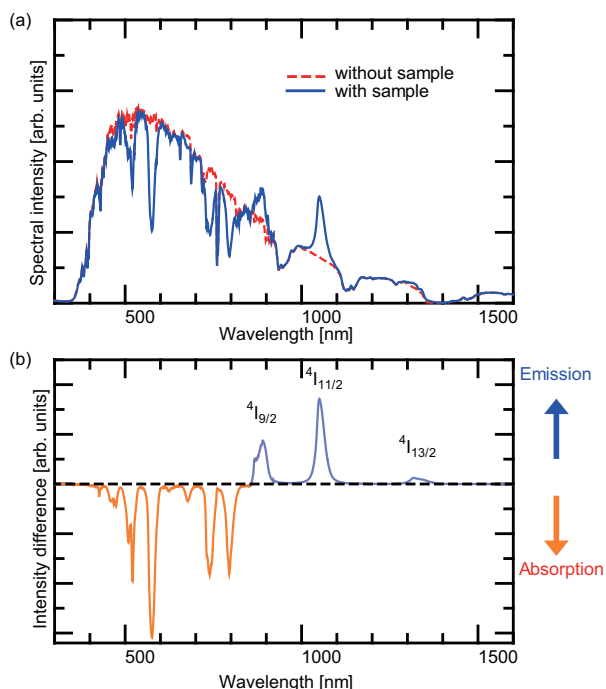 (a)
Spectral intensity [arb. units]
without sample
with sample
500
1000
1500
Wavelength [nm]
(b)
Intensity difference [arb. units]
⁴I₉/₂
⁴I₁₁/₂
⁴I₁₃/₂
Emission
Absorption
500
1000
1500
Wavelength [nm]